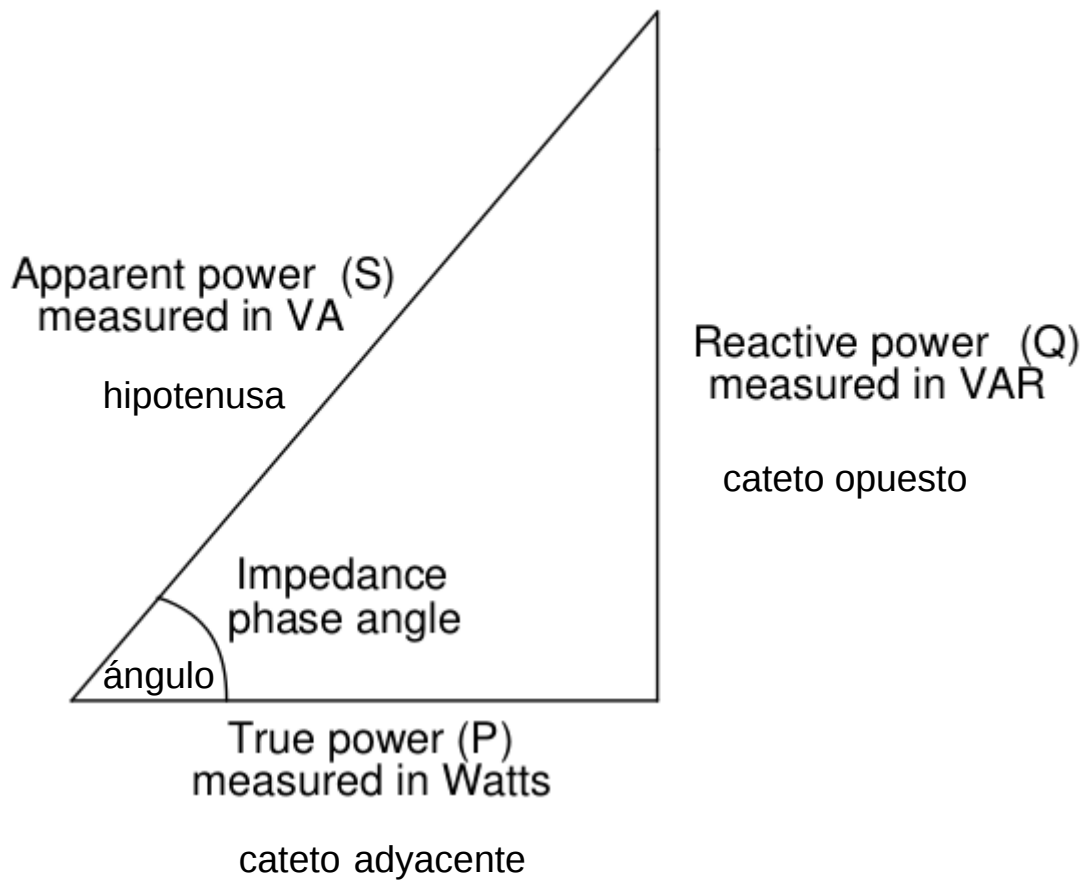 Apparent power (S)
measured in VA
hipotenusa
Reactive power (Q)
measured in VAR
cateto opuesto
Impedance
phase angle
ángulo
True power (P)
measured in Watts
cateto adyacente